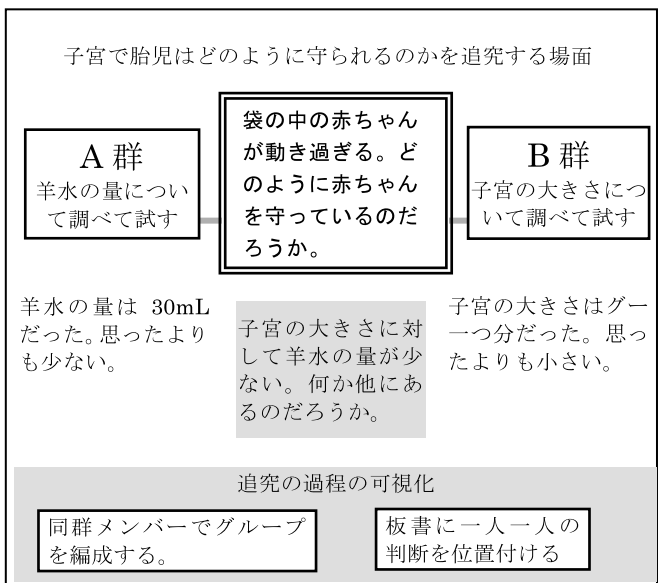 子宮で胎児はどのように守られるのかを追究する場面
A 群
羊水の量につい
て調べて試す
袋の中の赤ちゃん
が動き過ぎる。ど
のように赤ちゃん
を守っているのだ
ろうか。
B 群
子宮の大きさにつ
いて調べて試す
羊水の量は 30mL
だった。思ったより
も少ない。
子宮の大きさに対
して羊水の量が少
ない。何か他にあ
るのだろうか。
子宮の大きさはグー
一つ分だった。思っ
たよりも小さい。
追究の過程の可視化
同群メンバーでグループ
を編成する。
板書に一人一人の
判断を位置付ける